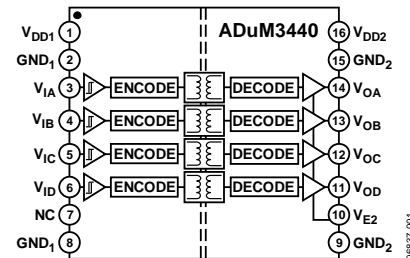 ADuM3440
VDD1 1
GND1 2
VIA 3 ENCODE DECODE 14 VOA
VIB 4 ENCODE DECODE 13 VOB
VIC 5 ENCODE DECODE 12 VOC
VID 6 ENCODE DECODE 11 VOD
NC 7
GND1 8
16 VDD2
15 GND2
10 VE2
9 GND2
06837-001